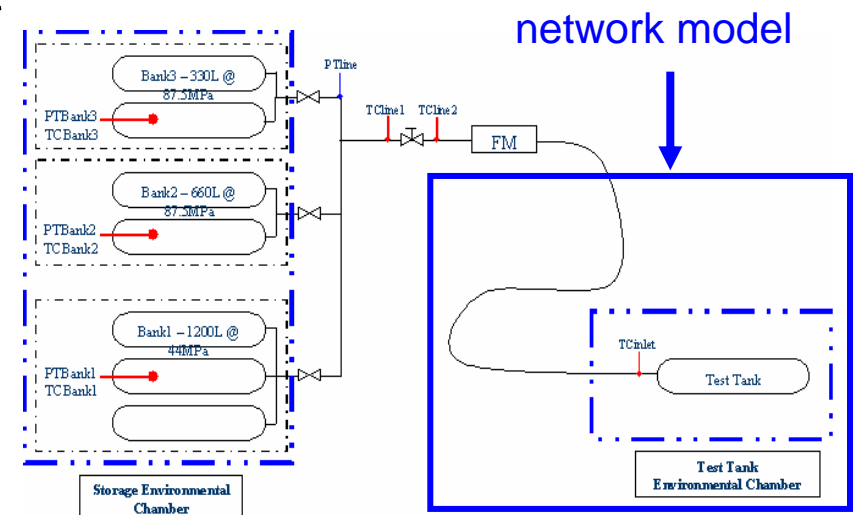 network model
PTline
Bank3 – 330L @
87.5MPa
PTBank3
TCBank3
TCline1 TCline2
FM
Bank2 – 660L @
87.5MPa
PTBank2
TCBank2
Bank1 – 1200L @
44MPa
PTBank1
TCBank1
TCinlet
Test Tank
Test Tank
Environmental Chamber
Storage Environmental
Chamber